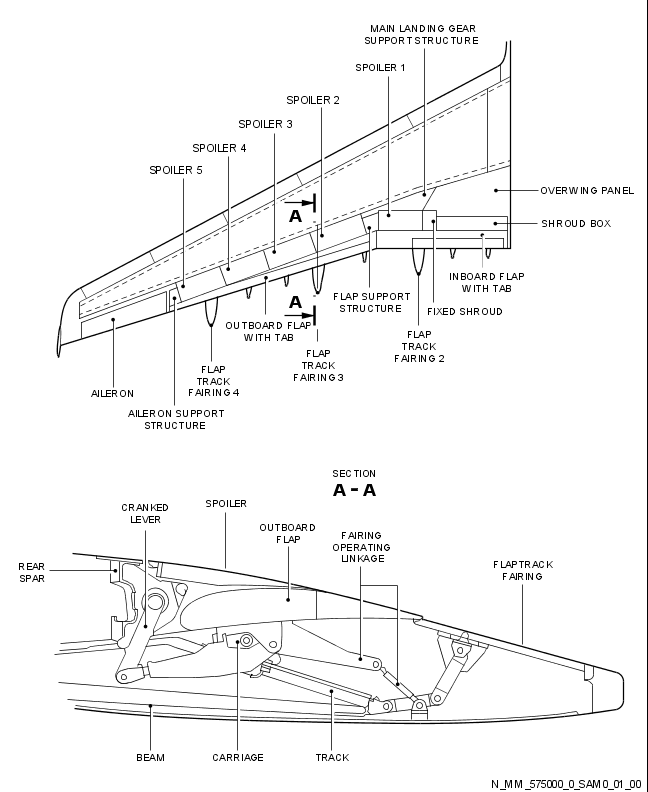 MAIN LANDING GEAR
SUPPORT STRUCTURE
SPOILER 1
SPOILER 2
SPOILER 3
SPOILER 4
SPOILER 5
OVERWING PANEL
A
SHROUD BOX
INBOARD FLAP
WITH TAB
FLAP SUPPORT
STRUCTURE
A
FIXED SHROUD
OUTBOARD FLAP
WITH TAB
FLAP
TRACK
FAIRING 2
FLAP
TRACK
FAIRING 3
FLAP
TRACK
FAIRING 4
AILERON
AILERON SUPPORT
STRUCTURE
SECTION
A - A
CRANKED
LEVER
SPOILER
OUTBOARD
FLAP
FAIRING
OPERATING
LINKAGE
REAR
SPAR
FLAPTRACK
FAIRING
BEAM
CARRIAGE
TRACK
N_MM_575000_0_SAM0_01_00